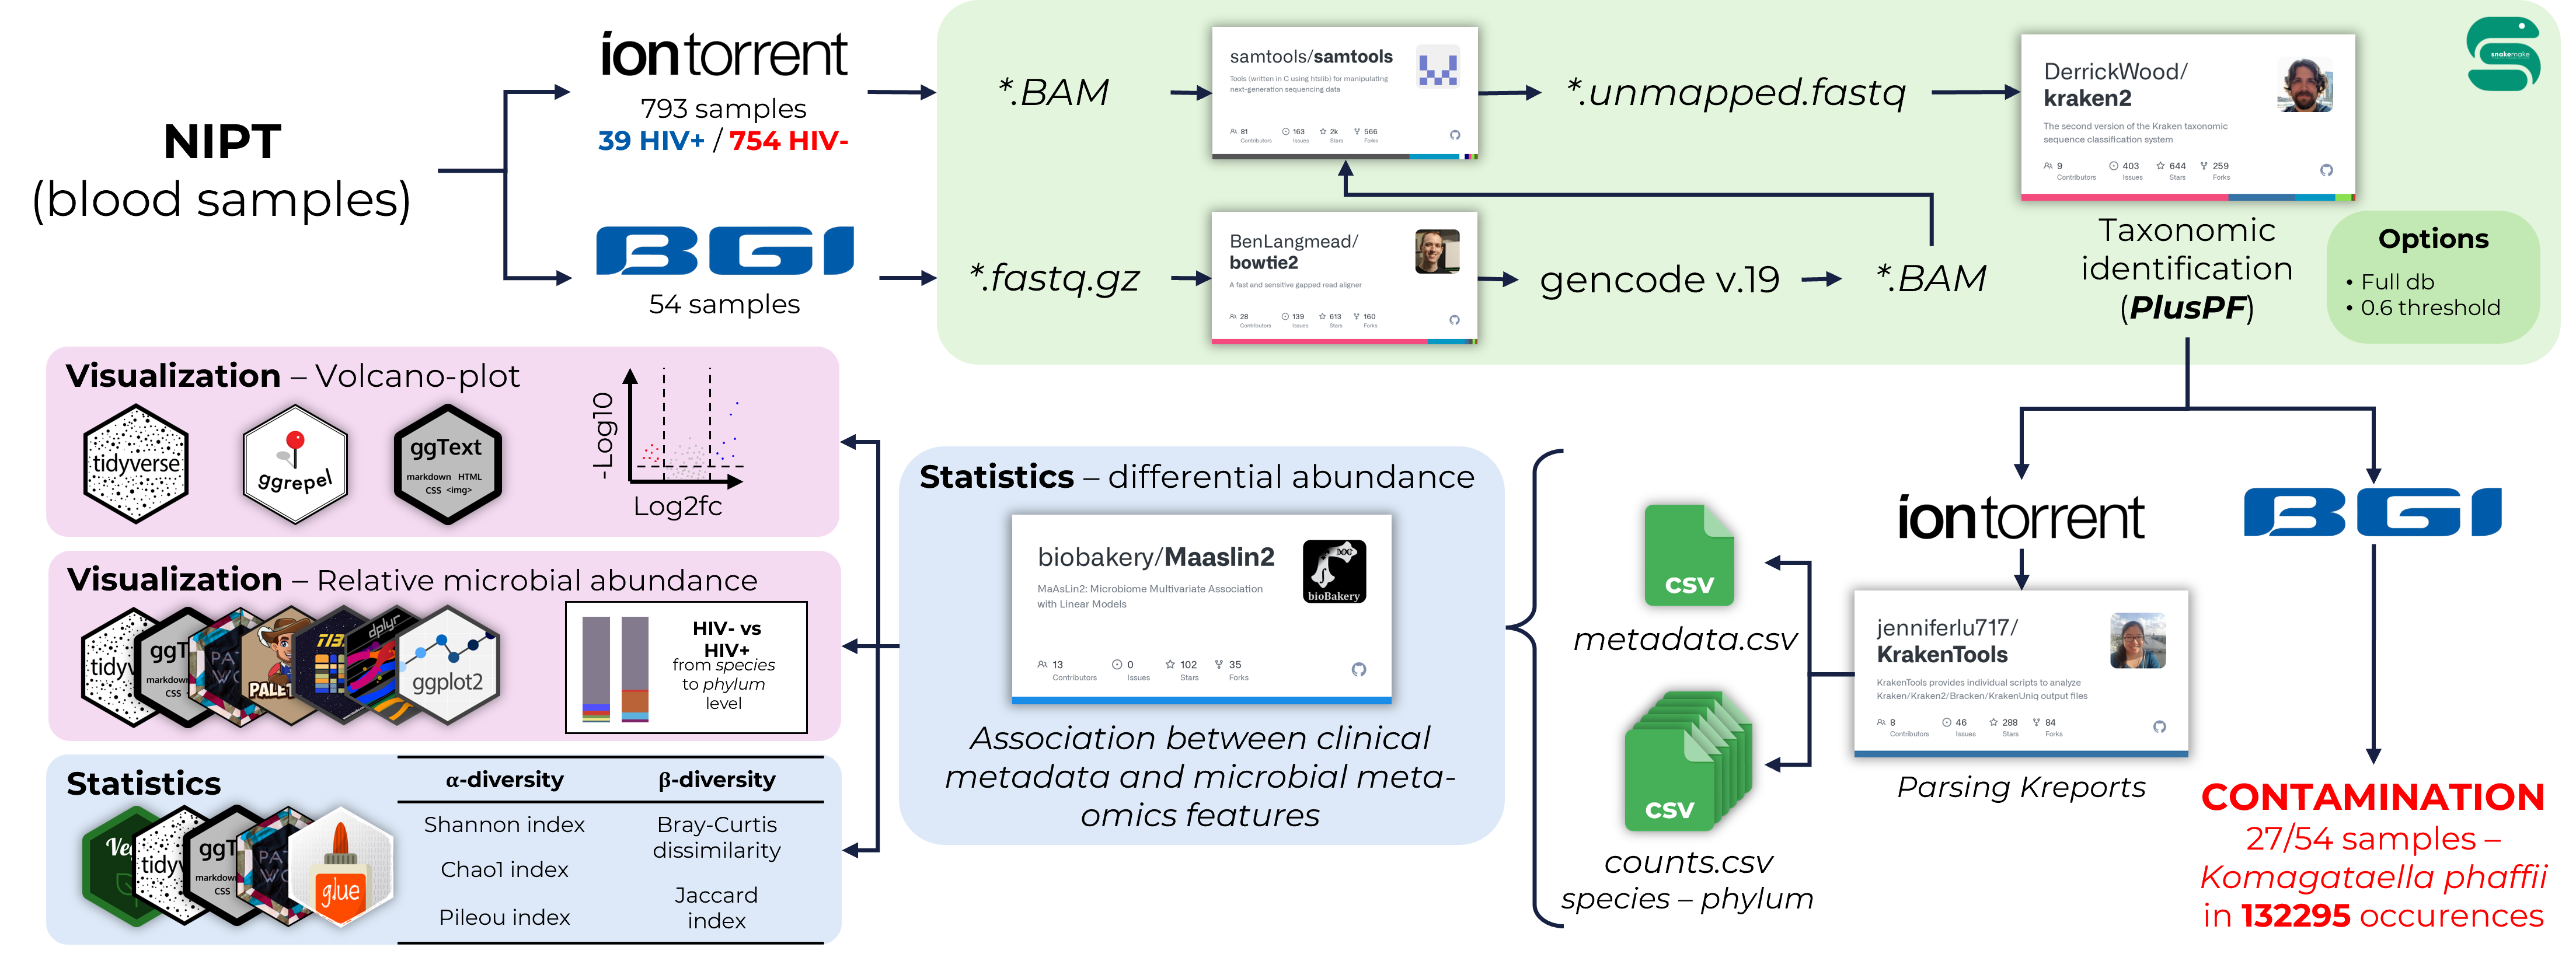 NIPT
(blood samples)
iontorrent
793 samples
39 HIV+ / 754 HIV-
BGI
54 samples
*.BAM
samtools/samtools
Tools (written in C using htslib) for manipulating
next-generation sequencing data
81 Contributors
163 Issues
2k Stars
566 Forks
*.unmapped.fastq
DerrickWood/
kraken2
The second version of the Kraken taxonomic
sequence classification system
9 Contributors
403 Issues
644 Stars
259 Forks
snakemake
*.fastq.gz
BenLangmead/
bowtie2
A fast and sensitive gapped read aligner
28 Contributors
139 Issues
613 Stars
160 Forks
gencode v.19
*.BAM
Taxonomic
identification
(PlusPF)
Options
• Full db
• 0.6 threshold
iontorrent
BGI
jenniferlu717/
KrakenTools
KrakenTools provides individual scripts to analyze
Kraken/Kraken2/Bracken/KrakenUniq output files
8 Contributors
46 Issues
288 Stars
84 Forks
Parsing Kreports
CONTAMINATION
27/54 samples –
Komagataella phaffii
in 132295 occurences
CSV
metadata.csv
CSV
counts.csv
species – phylum
Statistics – differential abundance
biobakery/Maaslin2
MaAsLin2: Microbiome Multivariate Association
with Linear Models
bioBakery
13 Contributors
0 Issues
102 Stars
35 Forks
Association between clinical
metadata and microbial meta-
omics features
Visualization – Volcano-plot
tidyverse
ggrepel
ggText
markdown HTML
CSS <img>
-Log10
Log2fc
Visualization – Relative microbial abundance
tidyv
ggT
markdow
CSS
PA
WO
PALET
TIB
dplyr
ggplot2
HIV- vs
HIV+
from species
to phylum
level
Statistics
Ve
tidyv
ggT
markdow
CSS
PA
WO
glue
α-diversity
β-diversity
Shannon index
Bray-Curtis
dissimilarity
Chao1 index
Jaccard
index
Pileou index